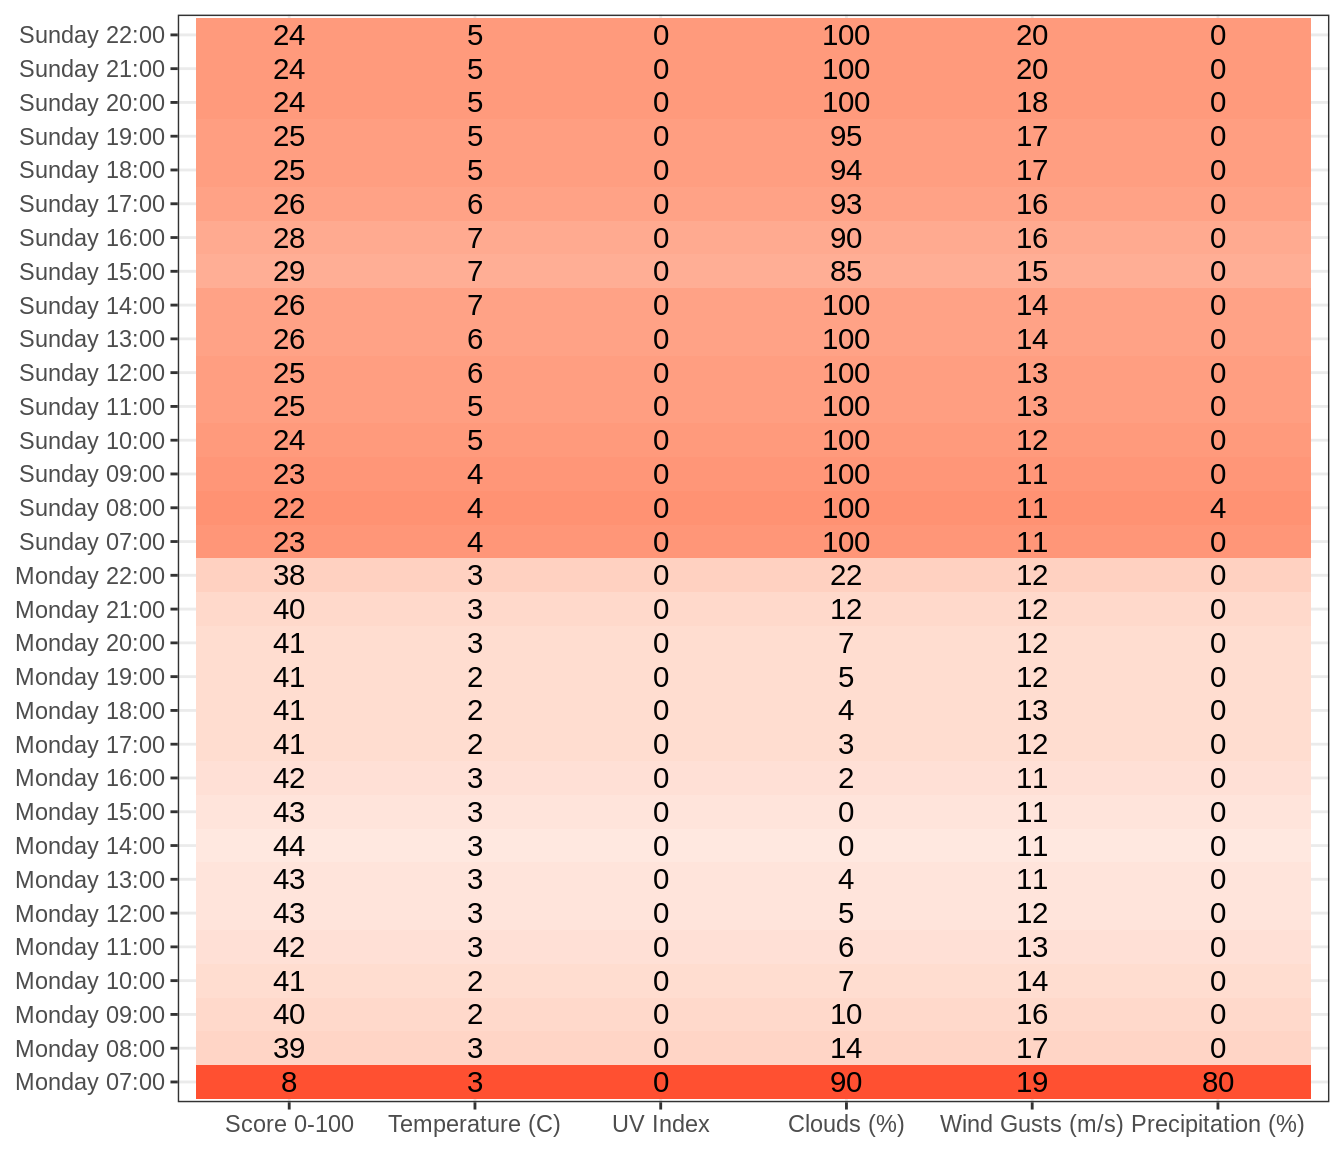 Sunday 22:00 24 5 0 100 20 0
Sunday 21:00 24 5 0 100 20 0
Sunday 20:00 24 5 0 100 18 0
Sunday 19:00 25 5 0 95 17 0
Sunday 18:00 25 5 0 94 17 0
Sunday 17:00 26 6 0 93 16 0
Sunday 16:00 28 7 0 90 16 0
Sunday 15:00 29 7 0 85 15 0
Sunday 14:00 26 7 0 100 14 0
Sunday 13:00 26 6 0 100 14 0
Sunday 12:00 25 6 0 100 13 0
Sunday 11:00 25 5 0 100 13 0
Sunday 10:00 24 5 0 100 12 0
Sunday 09:00 23 4 0 100 11 0
Sunday 08:00 22 4 0 100 11 4
Sunday 07:00 23 4 0 100 11 0
Monday 22:00 38 3 0 22 12 0
Monday 21:00 40 3 0 12 12 0
Monday 20:00 41 3 0 7 12 0
Monday 19:00 41 2 0 5 12 0
Monday 18:00 41 2 0 4 13 0
Monday 17:00 41 2 0 3 12 0
Monday 16:00 42 3 0 2 11 0
Monday 15:00 43 3 0 0 11 0
Monday 14:00 44 3 0 0 11 0
Monday 13:00 43 3 0 4 11 0
Monday 12:00 43 3 0 5 12 0
Monday 11:00 42 3 0 6 13 0
Monday 10:00 41 2 0 7 14 0
Monday 09:00 40 2 0 10 16 0
Monday 08:00 39 3 0 14 17 0
Monday 07:00 8 3 0 90 19 80
Score 0-100 Temperature (C) UV Index Clouds (%) Wind Gusts (m/s) Precipitation (%)